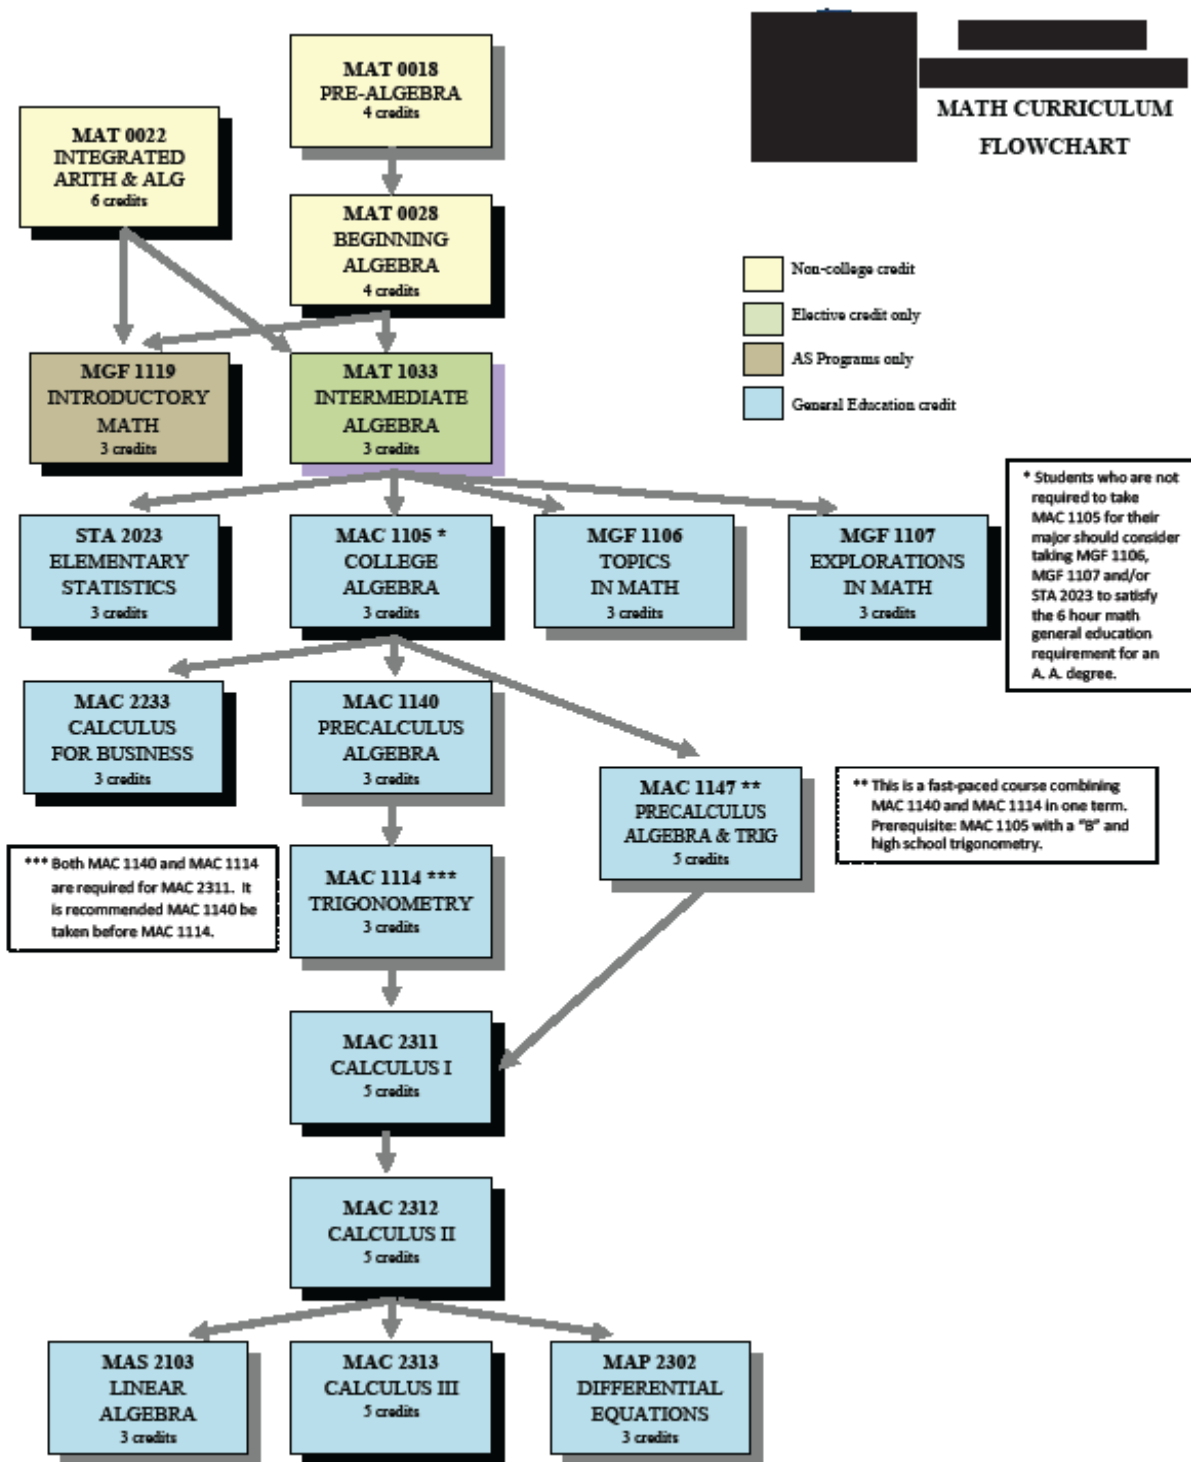 MATH CURRICULUM
FLOWCHART
MAT 0018
PRE-ALGEBRA
4 credits
MAT 0022
INTEGRATED
ARITH & ALG
6 credits
MAT 0028
BEGINNING
ALGEBRA
4 credits
Non-college credit
Elective credit only
AS Programs only
General Education credit
MGF 1119
INTRODUCTORY
MATH
3 credits
MAT 1033
INTERMEDIATE
ALGEBRA
3 credits
STA 2023
ELEMENTARY
STATISTICS
3 credits
MAC 1105 *
COLLEGE
ALGEBRA
3 credits
MGF 1106
TOPICS
IN MATH
3 credits
MGF 1107
EXPLORATIONS
IN MATH
3 credits
* Students who are not
required to take
MAC 1105 for their
major should consider
taking MGF 1106,
MGF 1107 and/or
STA 2023 to satisfy
the 6 hour math
general education
requirement for an
A. A. degree.
MAC 2233
CALCULUS
FOR BUSINESS
3 credits
MAC 1140
PRECALCULUS
ALGEBRA
3 credits
MAC 1147 **
PRECALCULUS
ALGEBRA & TRIG
5 credits
** This is a fast-paced course combining
MAC 1140 and MAC 1114 in one term.
Prerequisite: MAC 1105 with a "B" and
high school trigonometry.
*** Both MAC 1140 and MAC 1114
are required for MAC 2311. It
is recommended MAC 1140 be
taken before MAC 1114.
MAC 1114 ***
TRIGONOMETRY
3 credits
MAC 2311
CALCULUS I
5 credits
MAC 2312
CALCULUS II
5 credits
MAS 2103
LINEAR
ALGEBRA
3 credits
MAC 2313
CALCULUS III
5 credits
MAP 2302
DIFFERENTIAL
EQUATIONS
3 credits